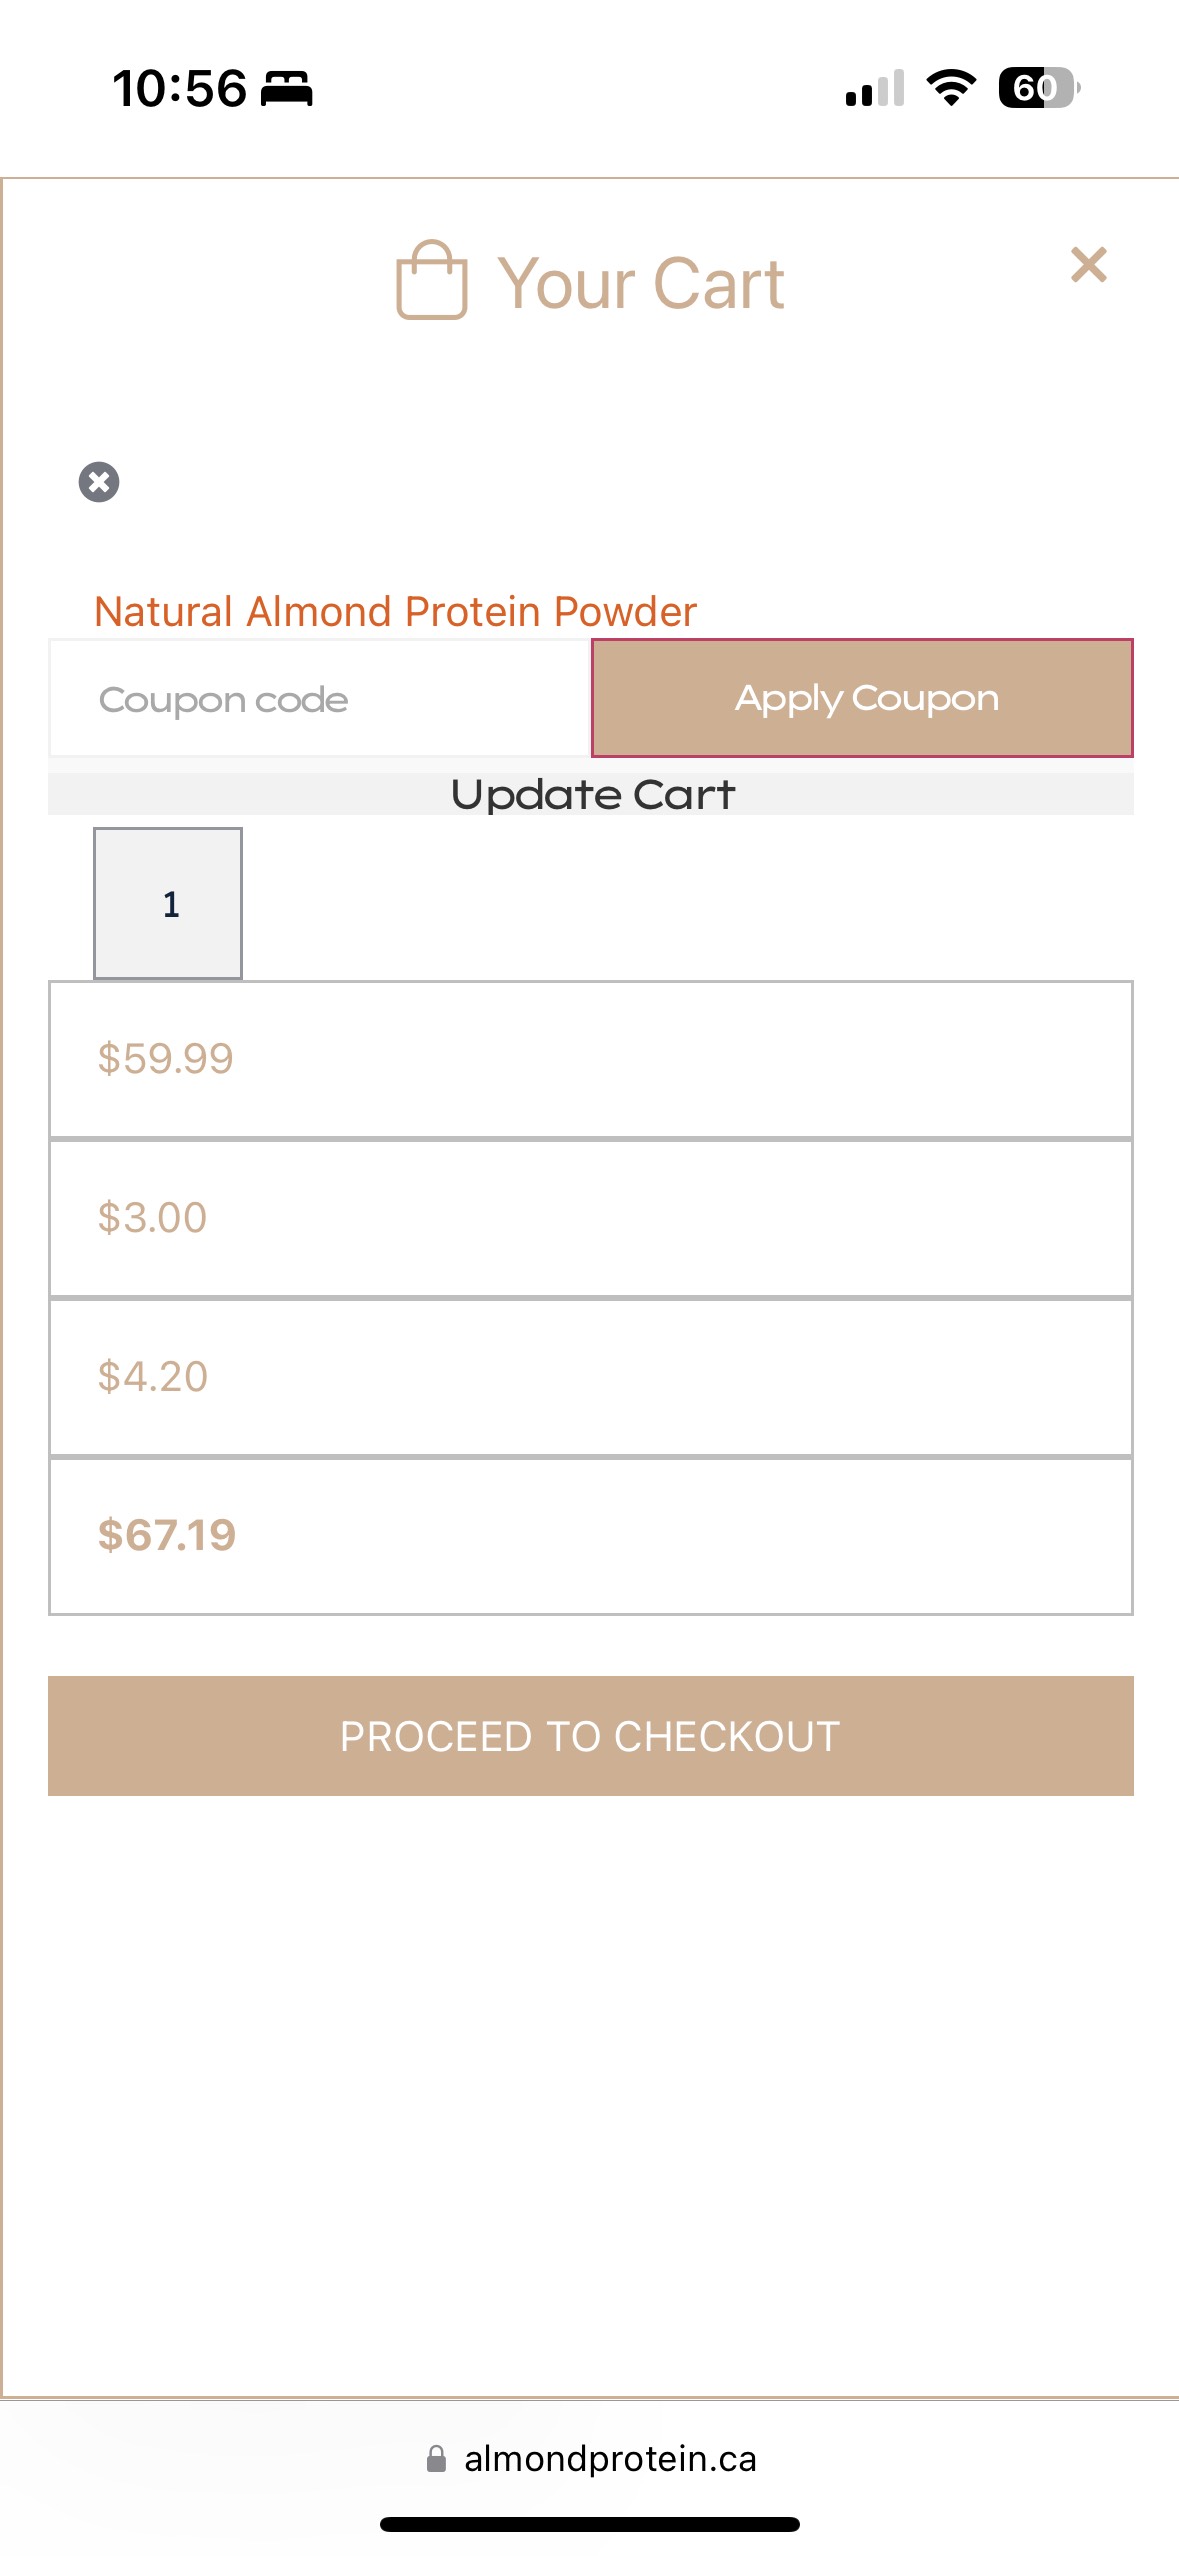 10:56
60
Your Cart
Natural Almond Protein Powder
Coupon code
Apply Coupon
Update Cart
1
$59.99
$3.00
$4.20
$67.19
PROCEED TO CHECKOUT
almondprotein.ca